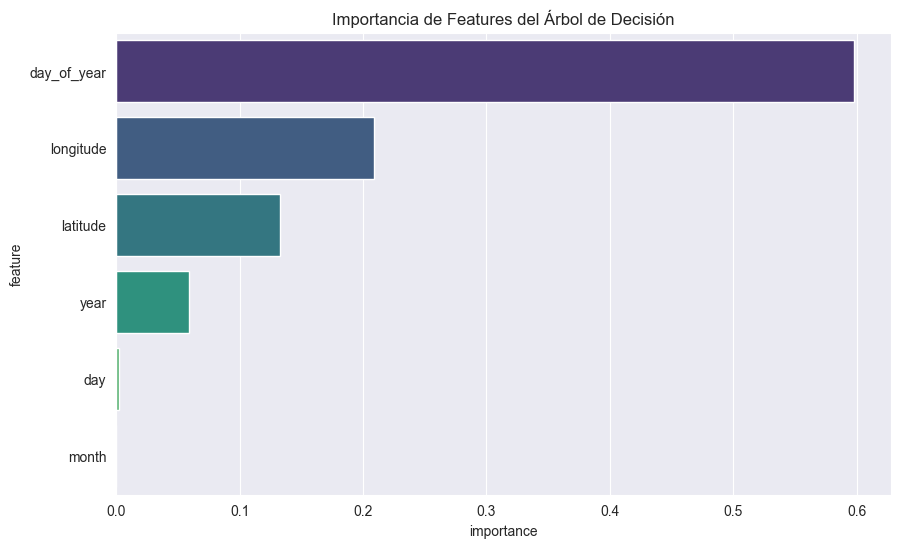 Importancia de Features del Árbol de Decisión
feature
day_of_year
longitude
latitude
year
day
month
0.0 0.1 0.2 0.3 0.4 0.5 0.6
importance